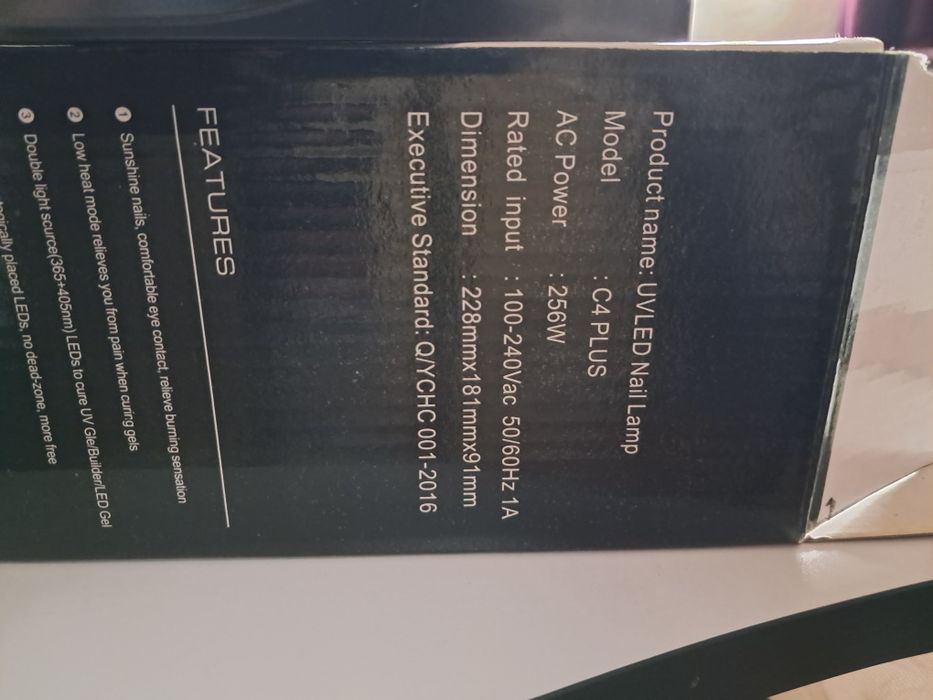 Product name: UVLED Nail Lamp
Model : C4 PLUS
AC Power : 256W
Rated input : 100-240Vac 50/60Hz 1A
Dimension : 228mmx181mmx91mm
Executive Standard: Q/YCHC 001-2016
FEATURES
1 Sunshine nails, comfortable eye contact, relieve burning sensation
2 Low heat mode relieves you from pain when curing gels
3 Double light scurce(365+405nm) LEDs to cure UV Gle/Builder/LED Gel
placed LEDs, no dead-zone, more free